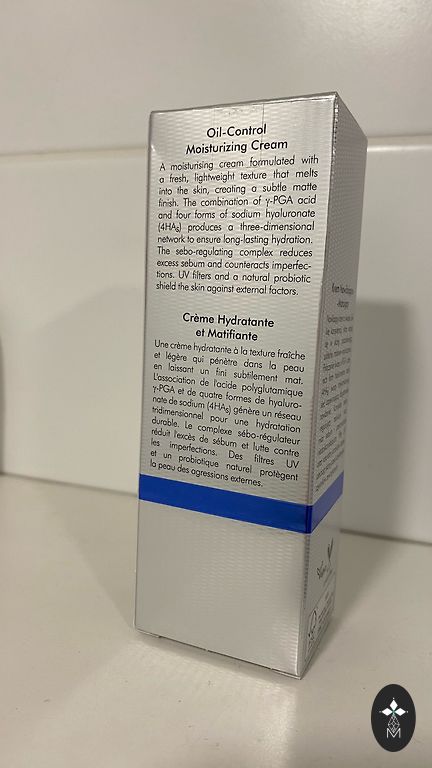 Oil-Control
Moisturizing Cream
A moisturising cream formulated with
a fresh, lightweight texture that melts
into the skin, creating a subtle matte
finish. The combination of γ-PGA acid
and four forms of sodium hyaluronate
(4HAs) produces a three-dimensional
network to ensure long-lasting hydration.
The sebo-regulating complex reduces
excess sebum and counteracts imperfec-
tions. UV filters and a natural probiotic
shield the skin against external factors.
Crème Hydratante
et Matifiante
Une crème hydratante à la texture fraîche
et légère qui pénètre dans la peau
en laissant un fini subtilement mat.
L'association de l'acide polyglutamique
γ-PGA et de quatre formes de hyaluro-
nate de sodium (4HAs) génère un réseau
tridimensionnel pour une hydratation
durable. Le complexe sébo-régulateur
réduit l'excès de sébum et lutte contre
les imperfections. Des filtres UV
et un probiotique naturel protègent
la peau des agressions externes.